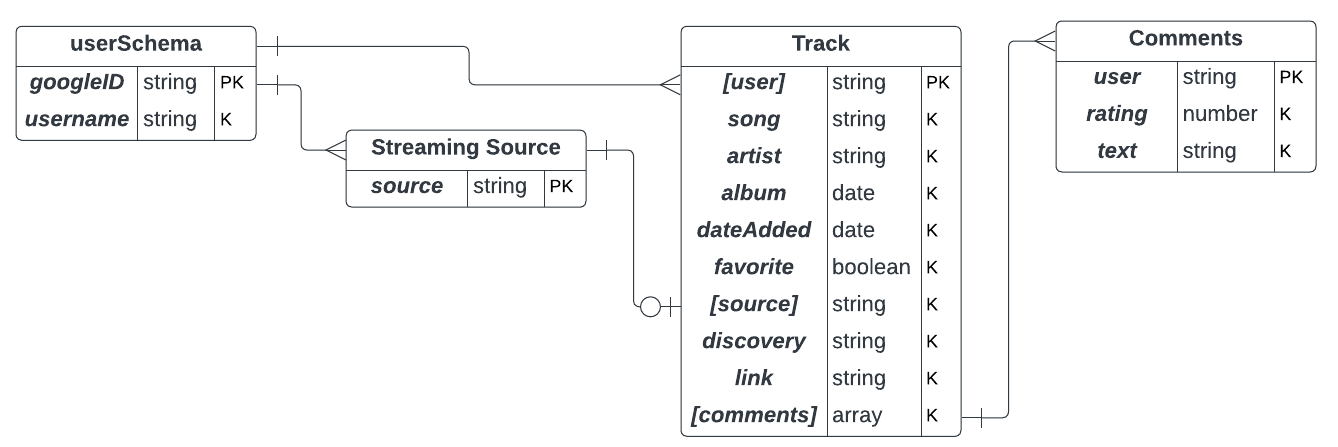 userSchema
googleID string PK
username string K
Streaming Source
source string PK
Track
[user] string PK
song string K
artist string K
album date K
dateAdded date K
favorite boolean K
[source] string K
discovery string K
link string K
[comments] array K
Comments
user string PK
rating number K
text string K